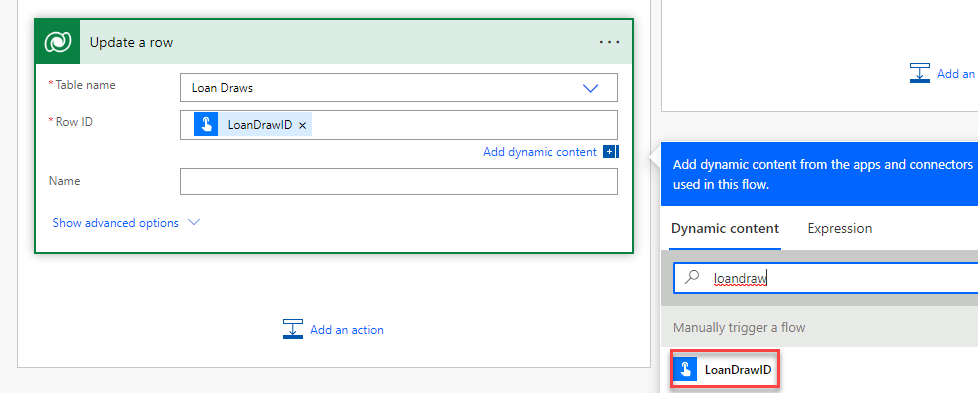 Update a row
...
* Table name
Loan Draws
* Row ID
LoanDrawID ×
Add dynamic content
Name
Show advanced options
Add an action
Add an
Add dynamic content from the apps and connectors
used in this flow.
Dynamic content
Expression
loandraw
Manually trigger a flow
LoanDrawID